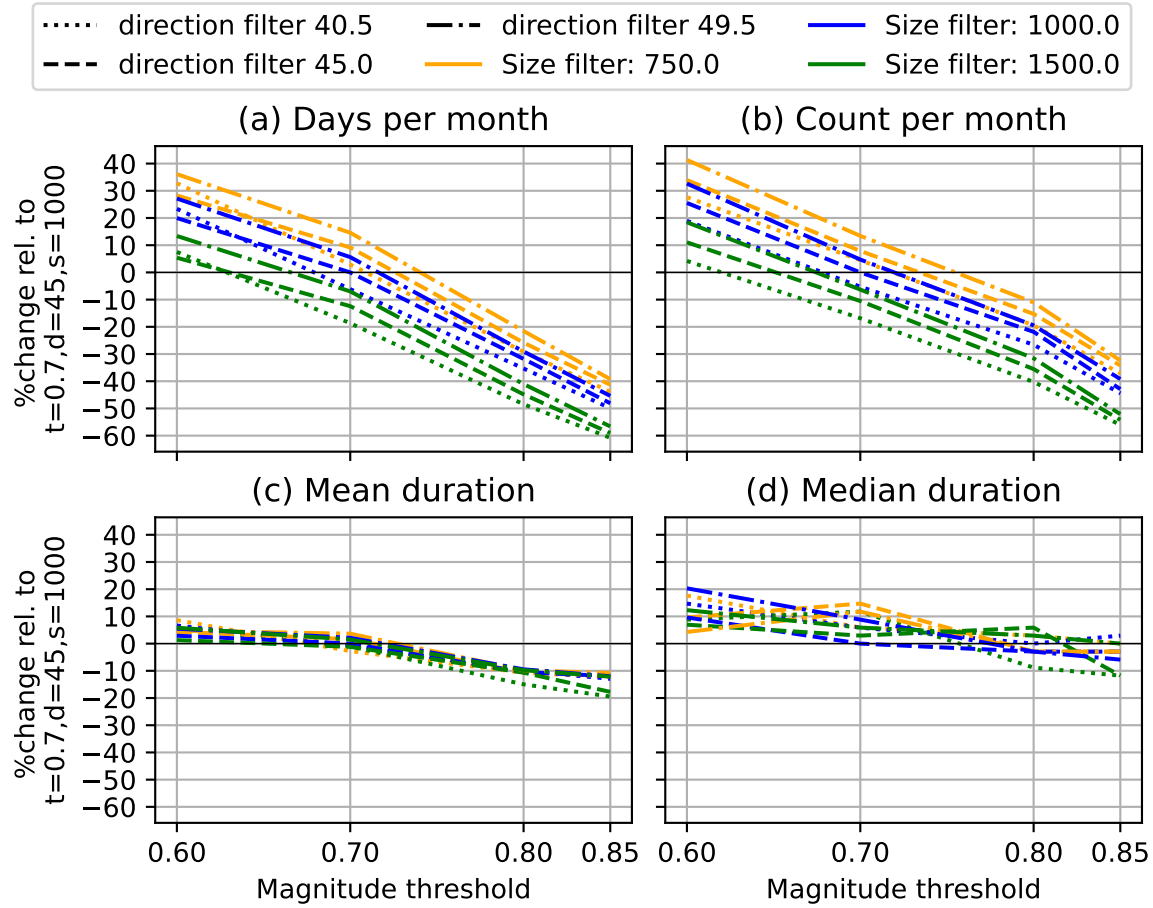 direction filter 40.5 direction filter 49.5 Size filter: 1000.0
direction filter 45.0 Size filter: 750.0 Size filter: 1500.0
(a) Days per month (b) Count per month
%change rel. to
t=0.7,d=45,s=1000
40
30
20
10
0
−10
−20
−30
−40
−50
−60
(c) Mean duration (d) Median duration
%change rel. to
t=0.7,d=45,s=1000
40
30
20
10
0
−10
−20
−30
−40
−50
−60
0.60 0.70 0.80 0.85 0.60 0.70 0.80 0.85
Magnitude threshold Magnitude threshold